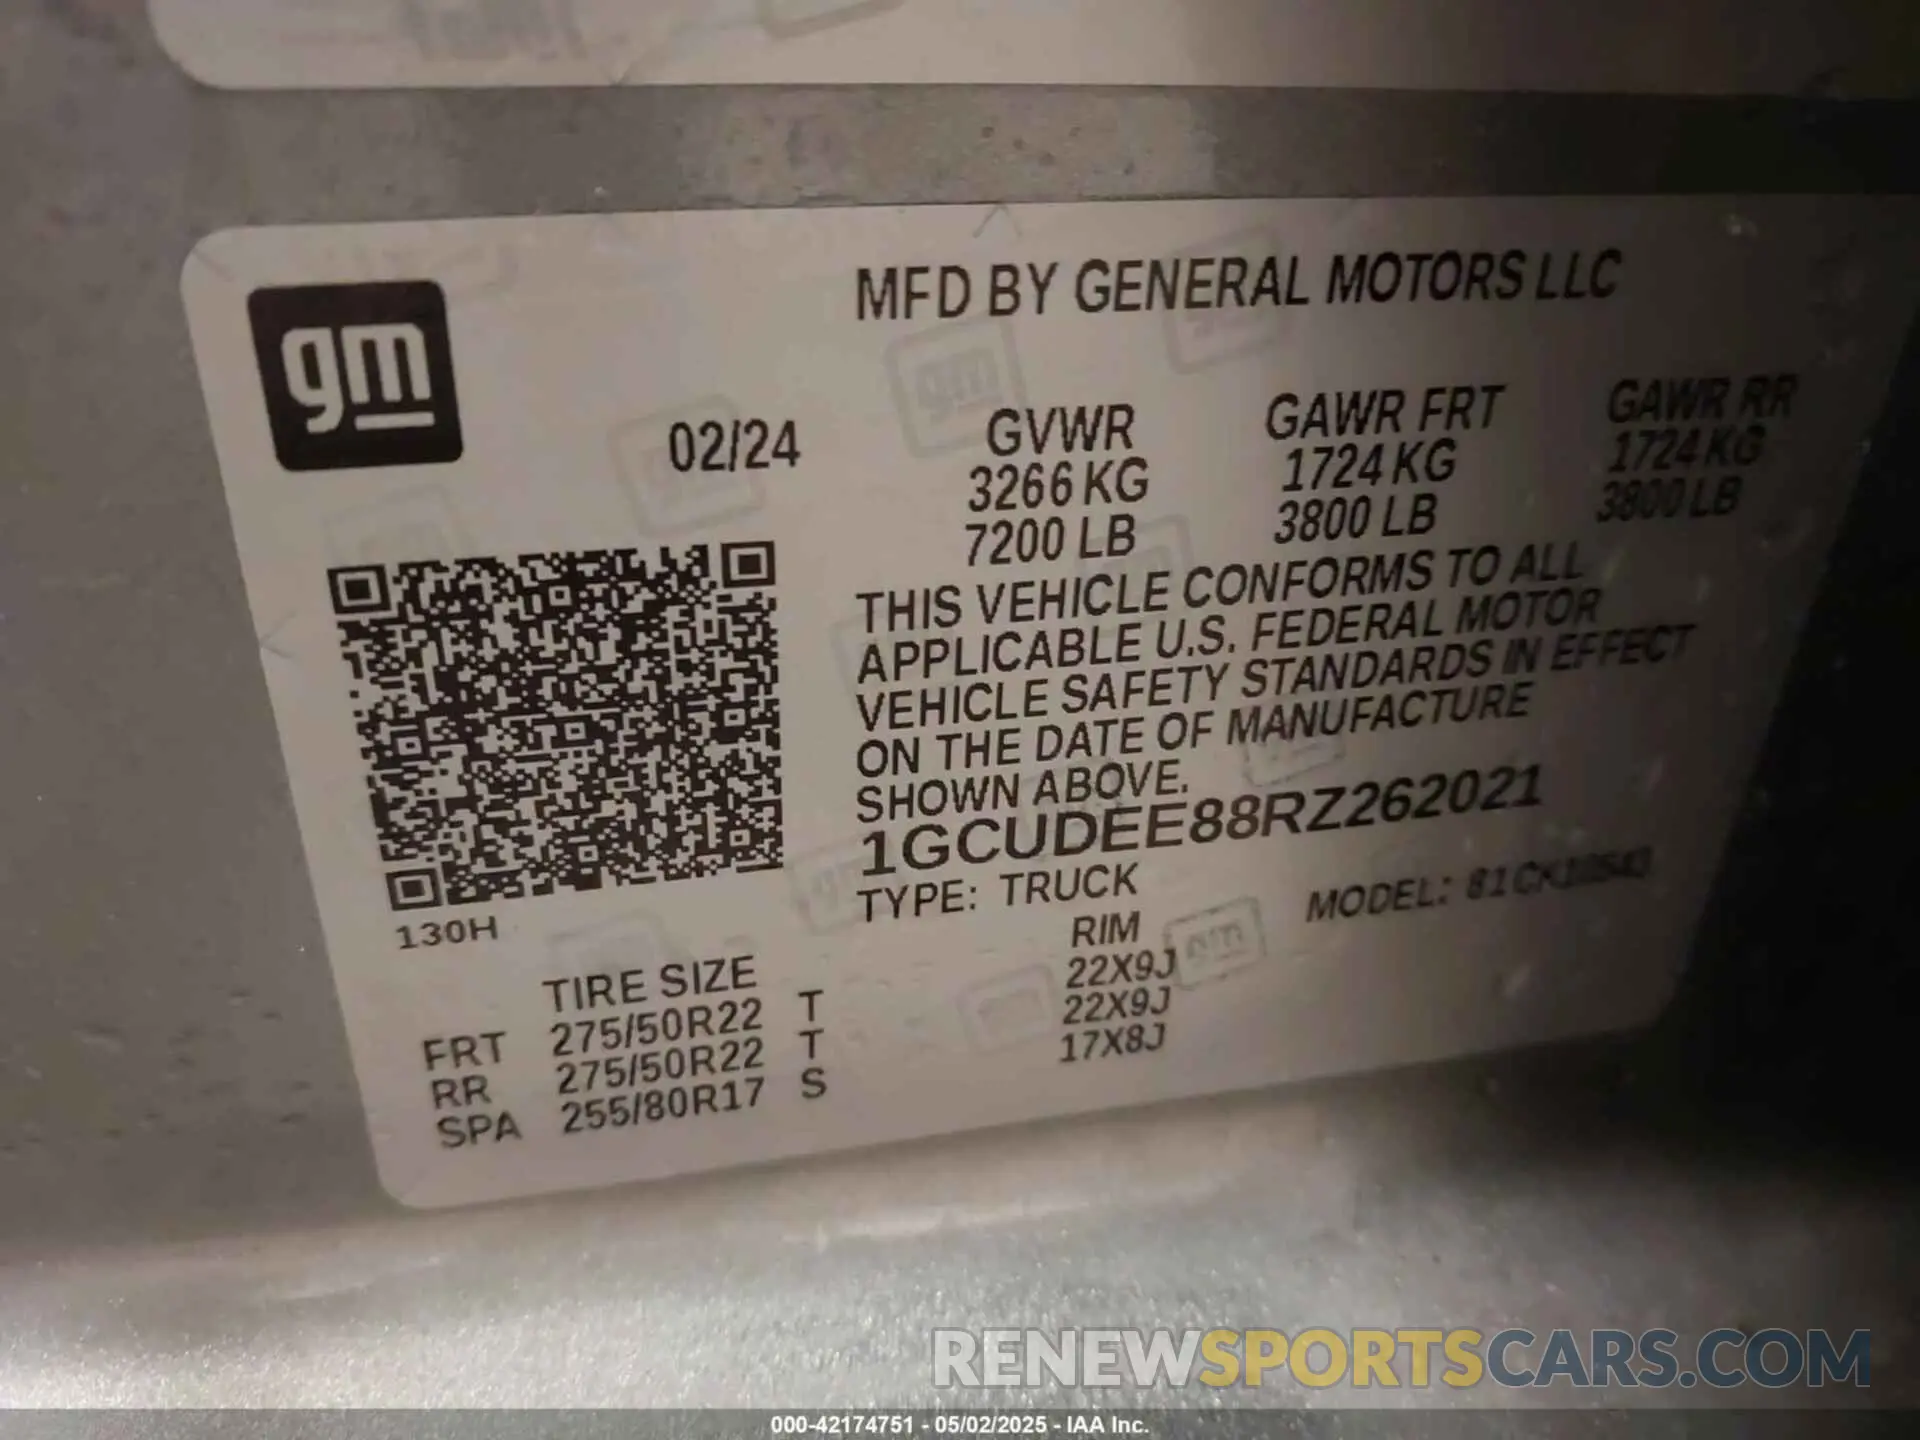 gm
MFD BY GENERAL MOTORS LLC
02/24
GVWR GAWR FRT GAWR RR
3266 KG 1724 KG 1724 KG
7200 LB 3800 LB 3800 LB
THIS VEHICLE CONFORMS TO ALL
APPLICABLE U.S. FEDERAL MOTOR
VEHICLE SAFETY STANDARDS IN EFFECT
ON THE DATE OF MANUFACTURE
SHOWN ABOVE.
1GCUDEE88RZ262021
TYPE: TRUCK MODEL:
130H
TIRE SIZE RIM
FRT 275/50R22 T 22X9J
RR 275/50R22 T 22X9J
SPA 255/80R17 S 17X8J
RENEWSPORTSCARS.COM
000-42174751 - 05/02/2025 - IAA Inc.